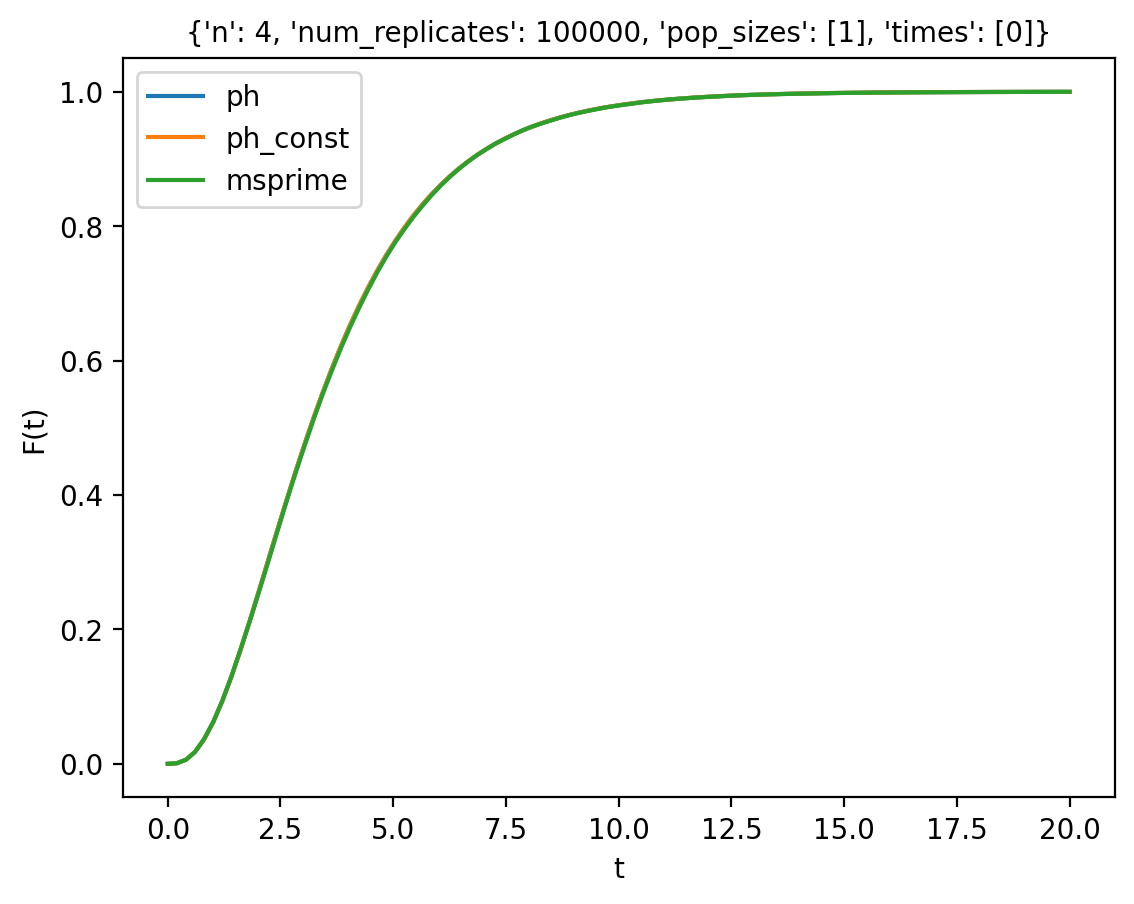 {'n': 4, 'num_replicates': 100000, 'pop_sizes': [1], 'times': [0]}
ph
ph_const
msprime
1.0
0.8
0.6
0.4
0.2
0.0
F(t)
0.0 2.5 5.0 7.5 10.0 12.5 15.0 17.5 20.0
t